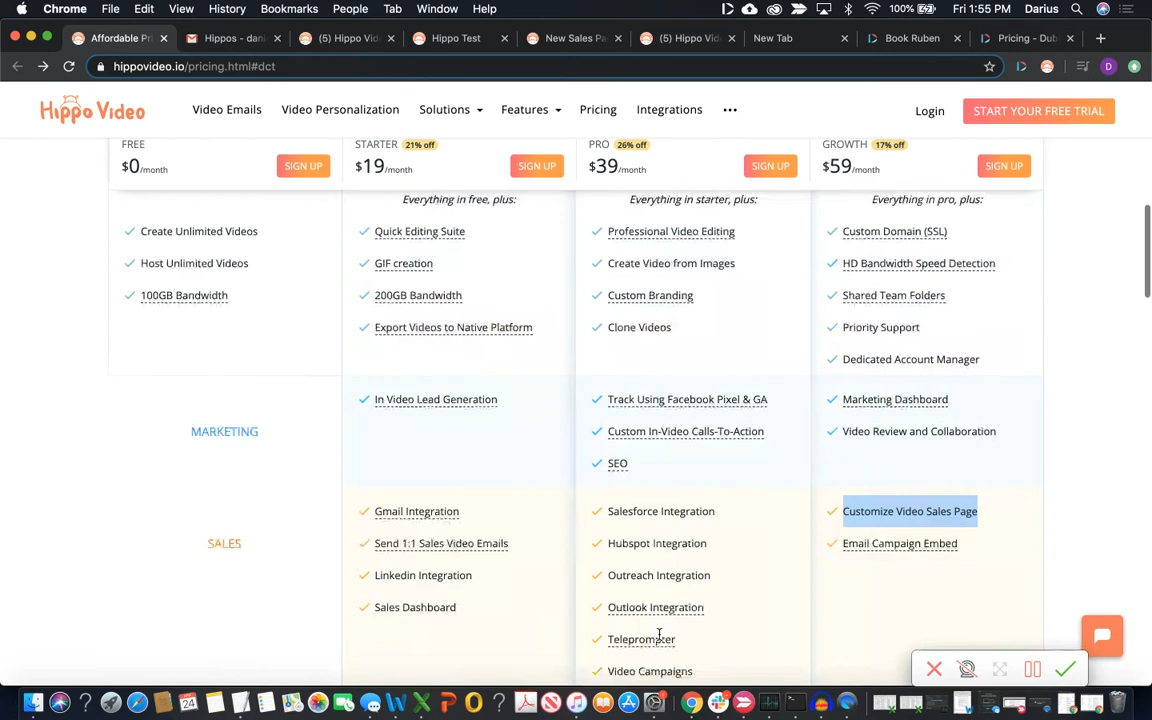 Chrome File Edit View History Bookmarks People Tab Window Help 100% Fri 1:55 PM Darius
Affordable Pri Hippos - dani (5) Hippo Vid Hippo Test New Sales Pa (5) Hippo Vid New Tab Book Ruben Pricing - Dub
hippovideo.io/pricing.html#dct D
Hippo Video Video Emails Video Personalization Solutions Features Pricing Integrations Login START YOUR FREE TRIAL
FREE STARTER 21% off PRO 26% off GROWTH 17% off
$0/month SIGN UP $19/month SIGN UP $39/month SIGN UP $59/month SIGN UP
Everything in free, plus: Everything in starter, plus: Everything in pro, plus:
Create Unlimited Videos Quick Editing Suite Professional Video Editing Custom Domain (SSL)
Host Unlimited Videos GIF creation Create Video from Images HD Bandwidth Speed Detection
100GB Bandwidth 200GB Bandwidth Custom Branding Shared Team Folders
Export Videos to Native Platform Clone Videos Priority Support
Dedicated Account Manager
In Video Lead Generation Track Using Facebook Pixel & GA Marketing Dashboard
MARKETING Custom In-Video Calls-To-Action Video Review and Collaboration
SEO
Gmail Integration Salesforce Integration Customize Video Sales Page
SALES Send 1:1 Sales Video Emails Hubspot Integration Email Campaign Embed
Linkedin Integration Outreach Integration
Sales Dashboard Outlook Integration
Teleprompter
Video Campaigns